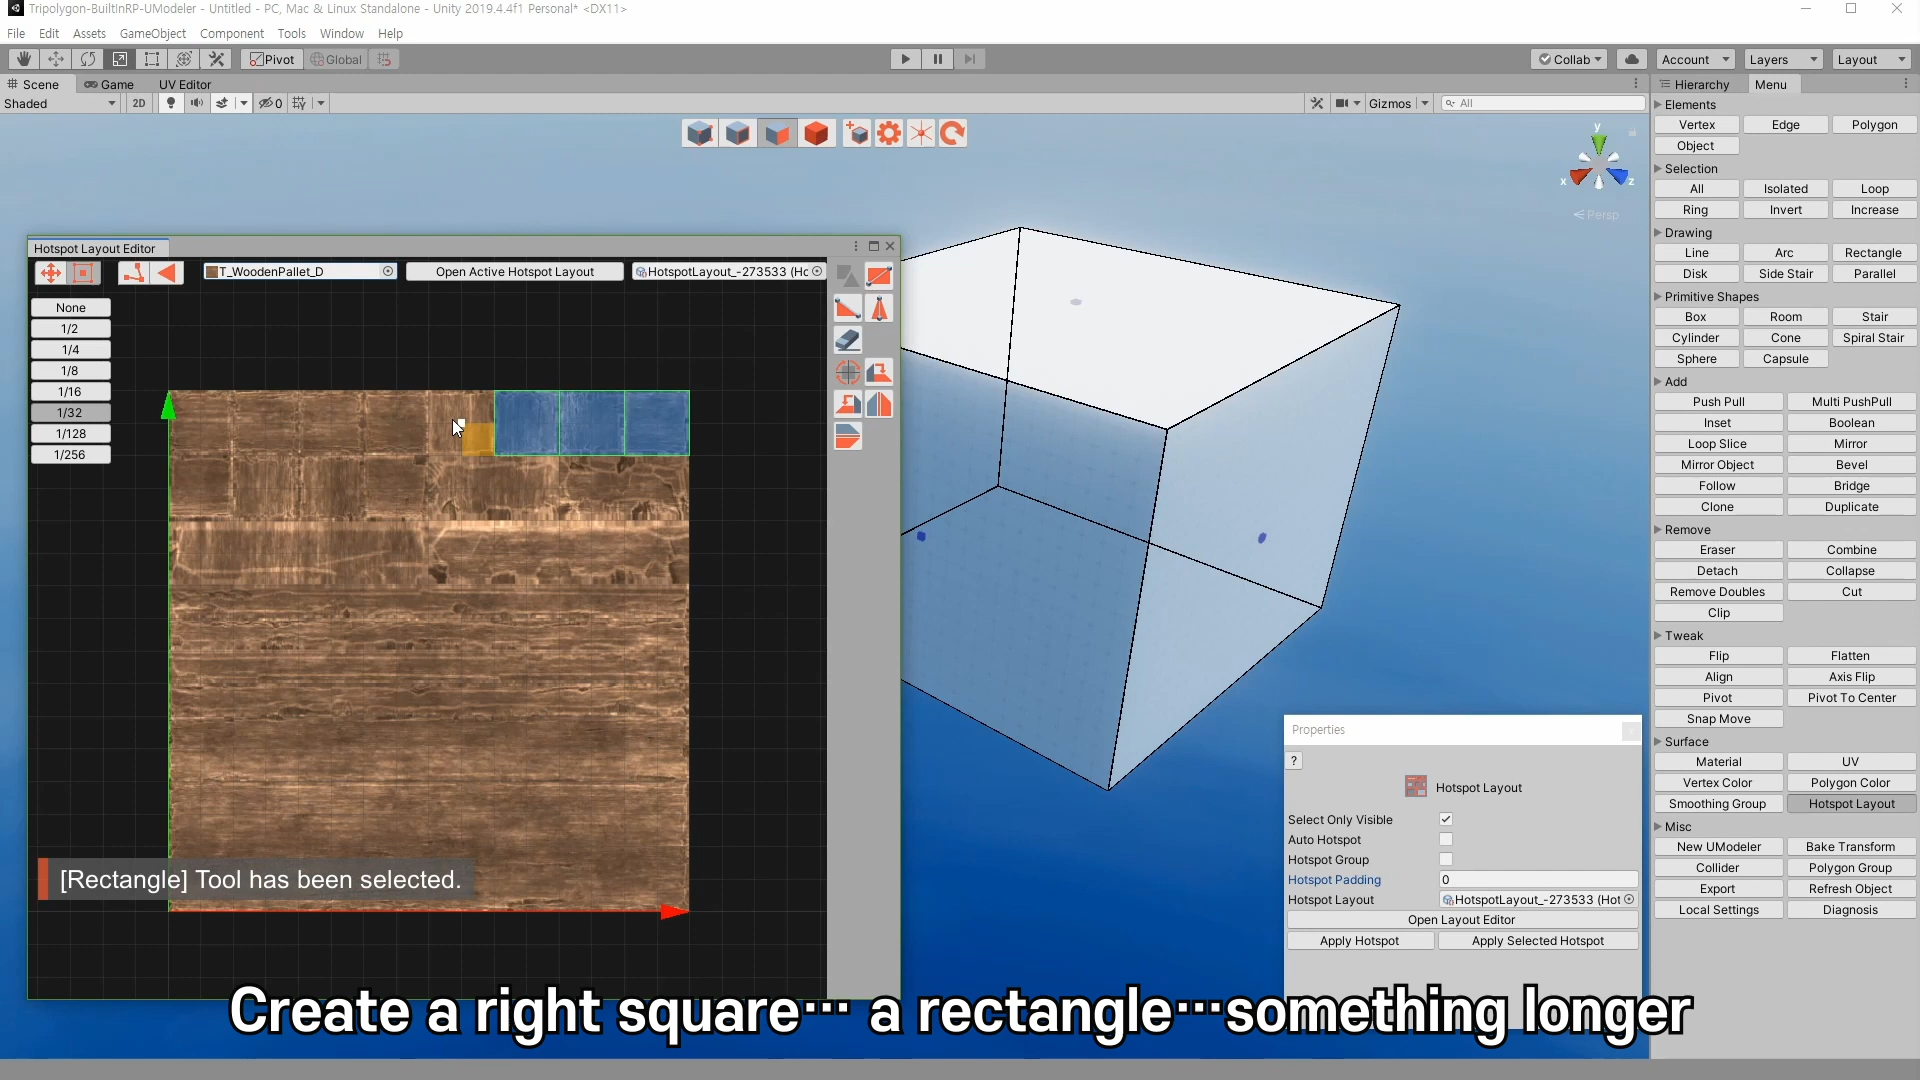 Tripolygon-BuiltInRP-UModeler - Untitled - PC, Mac & Linux Standalone - Unity 2019.4.4f1 Personal* <DX11>
File Edit Assets GameObject Component Tools Window Help
Pivot Global Collab Account Layers Layout
Scene Game UV Editor Hierarchy Menu
Shaded 2D 0 Gizmos All
Elements
Vertex Edge Polygon
Object
Selection
All Isolated Loop
Ring Invert Increase
Drawing
Line Arc Rectangle
Disk Side Stair Parallel
Primitive Shapes
Box Room Stair
Cylinder Cone Spiral Stair
Sphere Capsule
Add
Push Pull Multi PushPull
Inset Boolean
Loop Slice Mirror
Mirror Object Bevel
Follow Bridge
Clone Duplicate
Remove
Eraser Combine
Detach Collapse
Remove Doubles Cut
Clip
Tweak
Flip Flatten
Align Axis Flip
Pivot Pivot To Center
Snap Move
Surface
Material UV
Vertex Color Polygon Color
Smoothing Group Hotspot Layout
Misc
New UModeler Bake Transform
Collider Polygon Group
Export Refresh Object
Local Settings Diagnosis
y
x z
Persp
Hotspot Layout Editor
T_WoodenPallet_D Open Active Hotspot Layout HotspotLayout_-273533 (Hc
None
1/2
1/4
1/8
1/16
1/32
1/128
1/256
[Rectangle] Tool has been selected.
Properties
?
Hotspot Layout
Select Only Visible
Auto Hotspot
Hotspot Group
Hotspot Padding 0
Hotspot Layout HotspotLayout_-273533 (Hot
Open Layout Editor
Apply Hotspot Apply Selected Hotspot
Create a right square… a rectangle…something longer